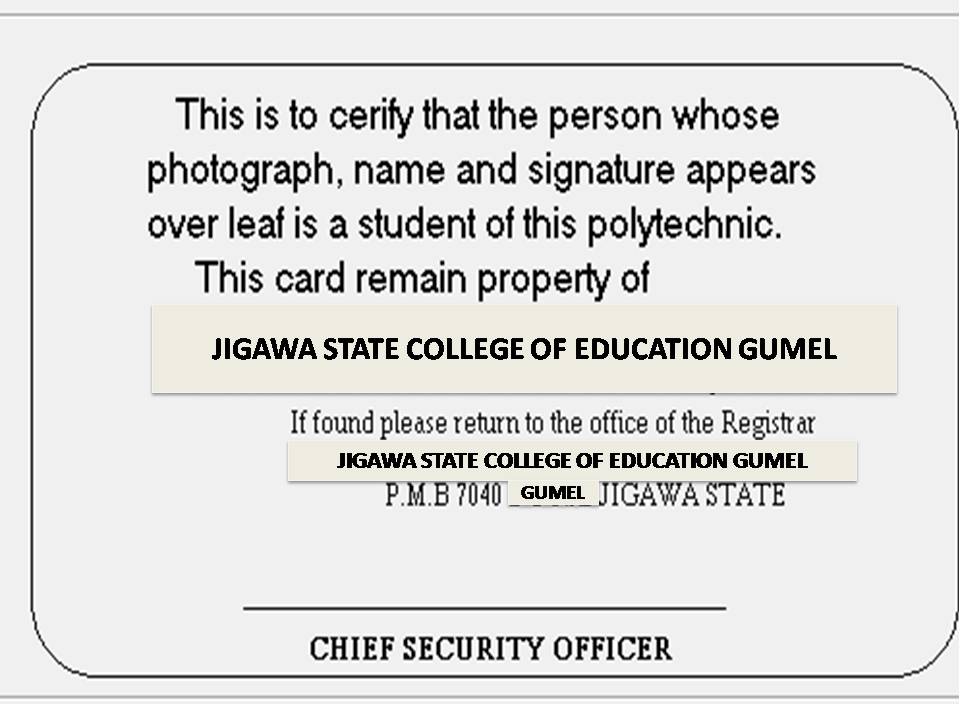 This is to cerify that the person whose
photograph, name and signature appears
over leaf is a student of this polytechnic.
This card remain property of
JIGAWA STATE COLLEGE OF EDUCATION GUMEL
If found please return to the office of the Registrar
JIGAWA STATE COLLEGE OF EDUCATION GUMEL
P.M.B 7040 GUMEL JIGAWA STATE
CHIEF SECURITY OFFICER